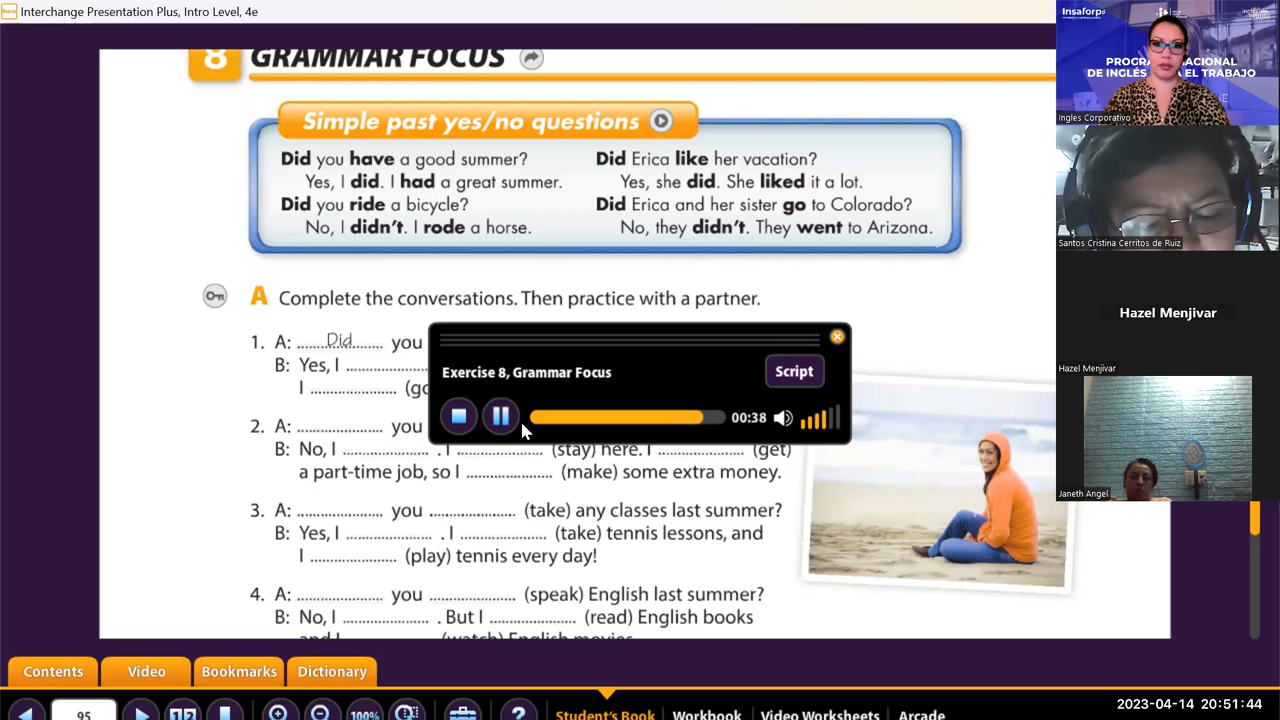 Interchange Presentation Plus, Intro Level, 4e
8 GRAMMAR FOCUS
Simple past yes/no questions
Did you have a good summer?
Yes, I did. I had a great summer.
Did you ride a bicycle?
No, I didn't. I rode a horse.
Did Erica like her vacation?
Yes, she did. She liked it a lot.
Did Erica and her sister go to Colorado?
No, they didn't. They went to Arizona.
A Complete the conversations. Then practice with a partner.
1. A: Did you
B: Yes, I
I
2. A: you
B: No, I . I (stay) here. I (get)
a part-time job, so I (make) some extra money.
3. A: you (take) any classes last summer?
B: Yes, I . I (take) tennis lessons, and
I (play) tennis every day!
4. A: you (speak) English last summer?
B: No, I . But I (read) English books
and I (watch) English movies.
Exercise 8, Grammar Focus
Script
00:38
Insaforp
DE INGLÉS
EL TRABAJO
Ingles Corporativo
Santos Cristina Cerritos de Ruiz
Hazel Menjivar
Hazel Menjivar
Janeth Angel
Contents
Video
Bookmarks
Dictionary
95
1 2
100%
?
Student's Book
Workbook
Video Worksheets
Arcade
2023-04-14 20:51:44